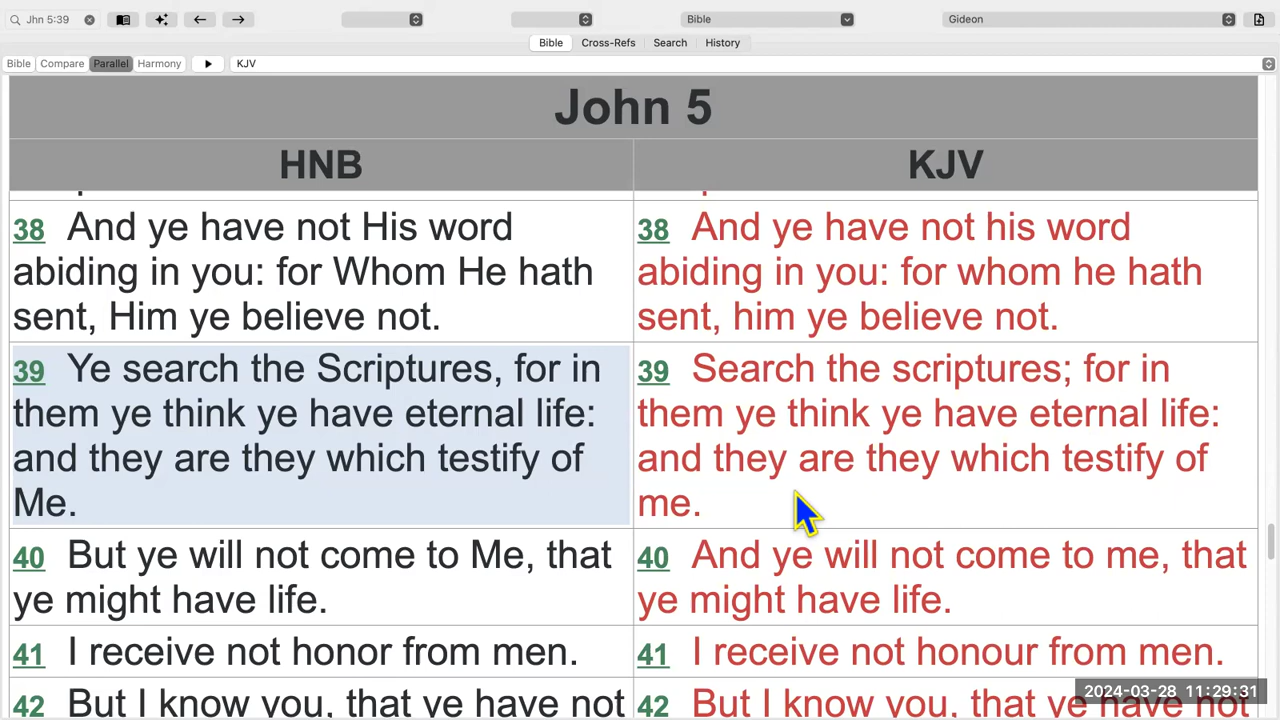 Jhn 5:39
Bible
Gideon
Bible Cross-Refs Search History
Bible Compare Parallel Harmony KJV
John 5
HNB
38 And ye have not His word
abiding in you: for Whom He hath
sent, Him ye believe not.
39 Ye search the Scriptures, for in
them ye think ye have eternal life:
and they are they which testify of
Me.
40 But ye will not come to Me, that
ye might have life.
41 I receive not honor from men.
42 But I know you, that ye have not
KJV
38 And ye have not his word
abiding in you: for whom he hath
sent, him ye believe not.
39 Search the scriptures; for in
them ye think ye have eternal life:
and they are they which testify of
me.
40 And ye will not come to me, that
ye might have life.
41 I receive not honour from men.
42 But I know you, that ye have not
2024-03-28 11:29:31